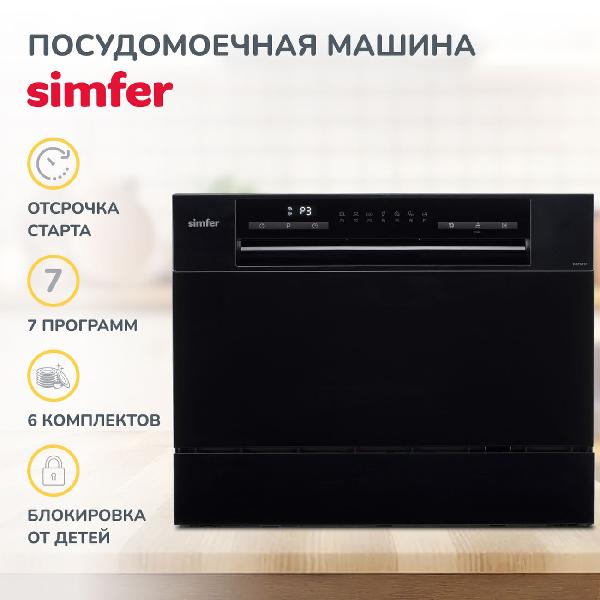 ПОСУДОМОЕЧНАЯ МАШИНА
simfer
ОТСРОЧКА
СТАРТА
7
7 ПРОГРАММ
6 КОМПЛЕКТОВ
БЛОКИРОВКА
ОТ ДЕТЕЙ
simfer
P3
P